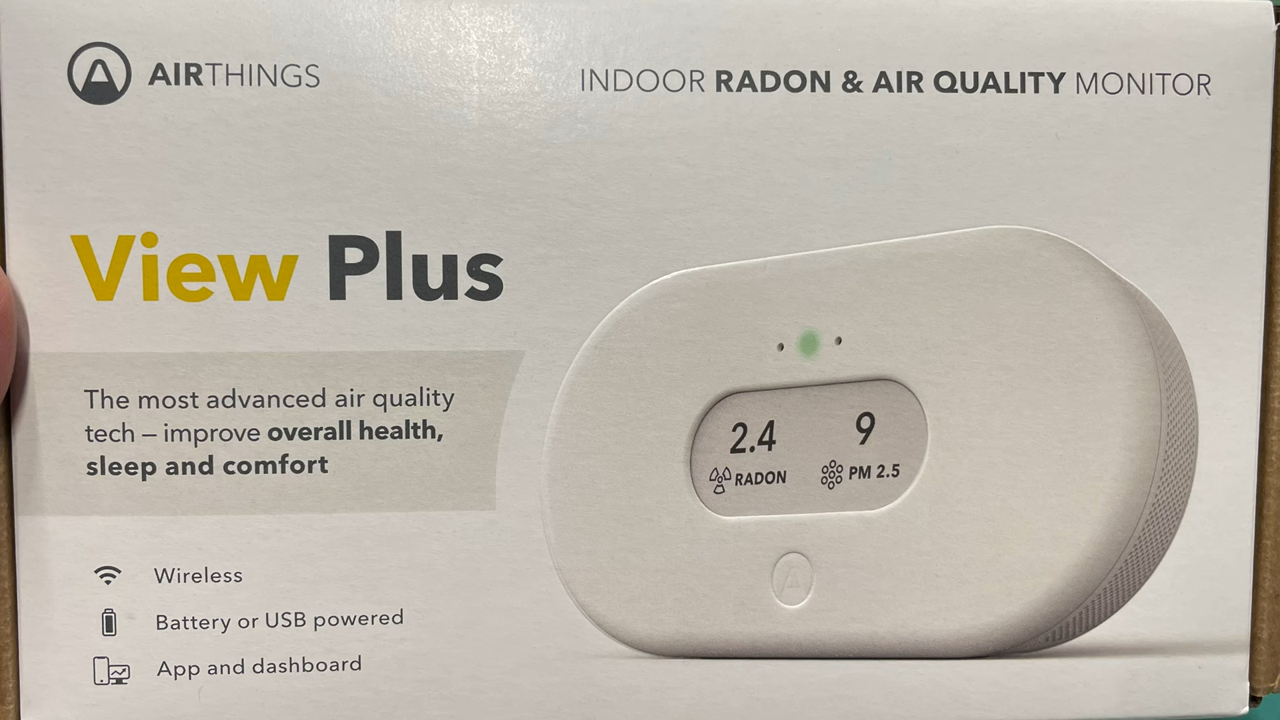 AIRTHINGS
INDOOR RADON & AIR QUALITY MONITOR
View Plus
The most advanced air quality
tech – improve overall health,
sleep and comfort
2.4
9
RADON
PM 2.5
Wireless
Battery or USB powered
App and dashboard